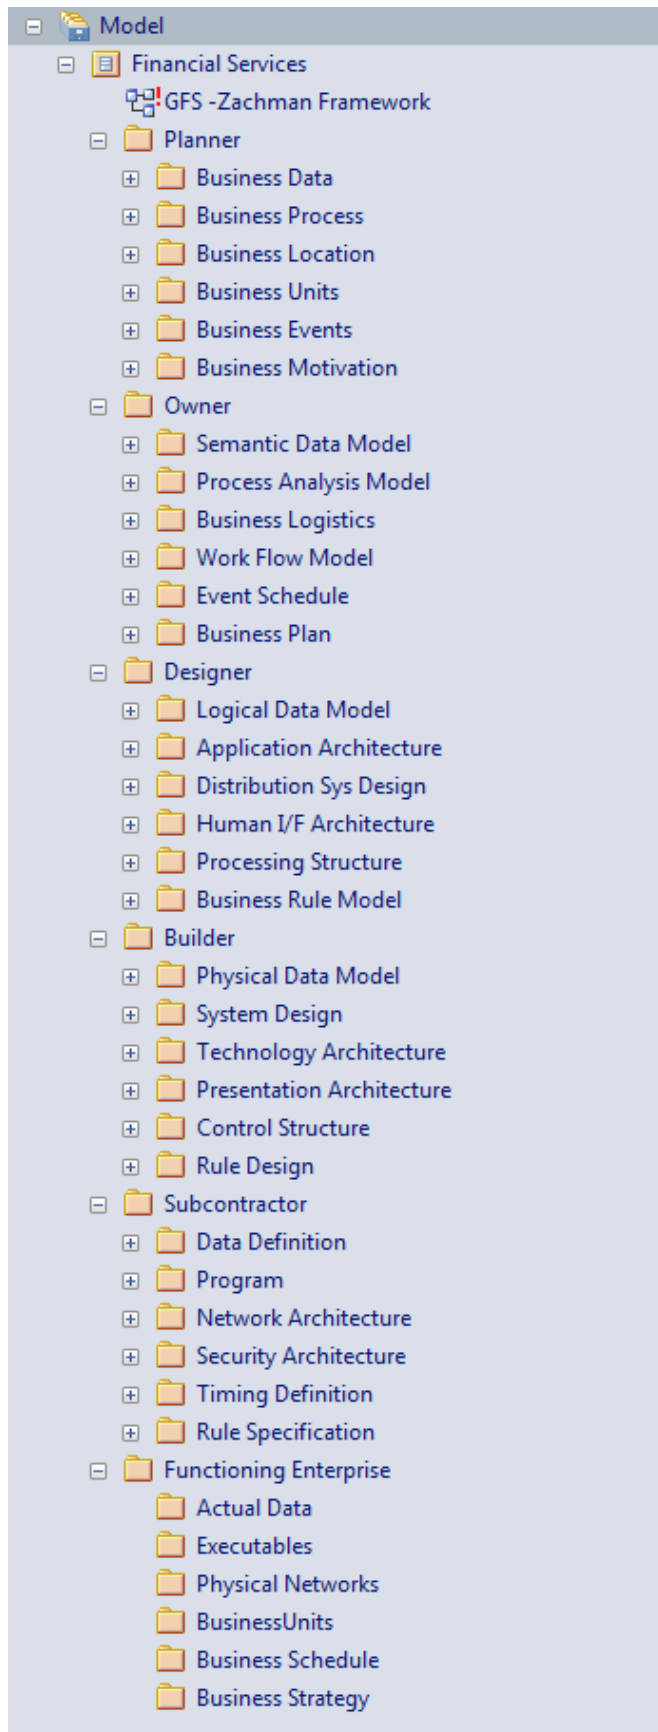 Model
Financial Services
GFS -Zachman Framework
Planner
Business Data
Business Process
Business Location
Business Units
Business Events
Business Motivation
Owner
Semantic Data Model
Process Analysis Model
Business Logistics
Work Flow Model
Event Schedule
Business Plan
Designer
Logical Data Model
Application Architecture
Distribution Sys Design
Human I/F Architecture
Processing Structure
Business Rule Model
Builder
Physical Data Model
System Design
Technology Architecture
Presentation Architecture
Control Structure
Rule Design
Subcontractor
Data Definition
Program
Network Architecture
Security Architecture
Timing Definition
Rule Specification
Functioning Enterprise
Actual Data
Executables
Physical Networks
BusinessUnits
Business Schedule
Business Strategy